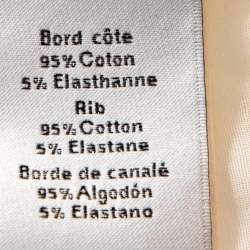 Bord côte
95% Coton
5% Elasthanne
Rib
95% Cotton
5% Elastane
Borde de canalé
95% Algodón
5% Elastano